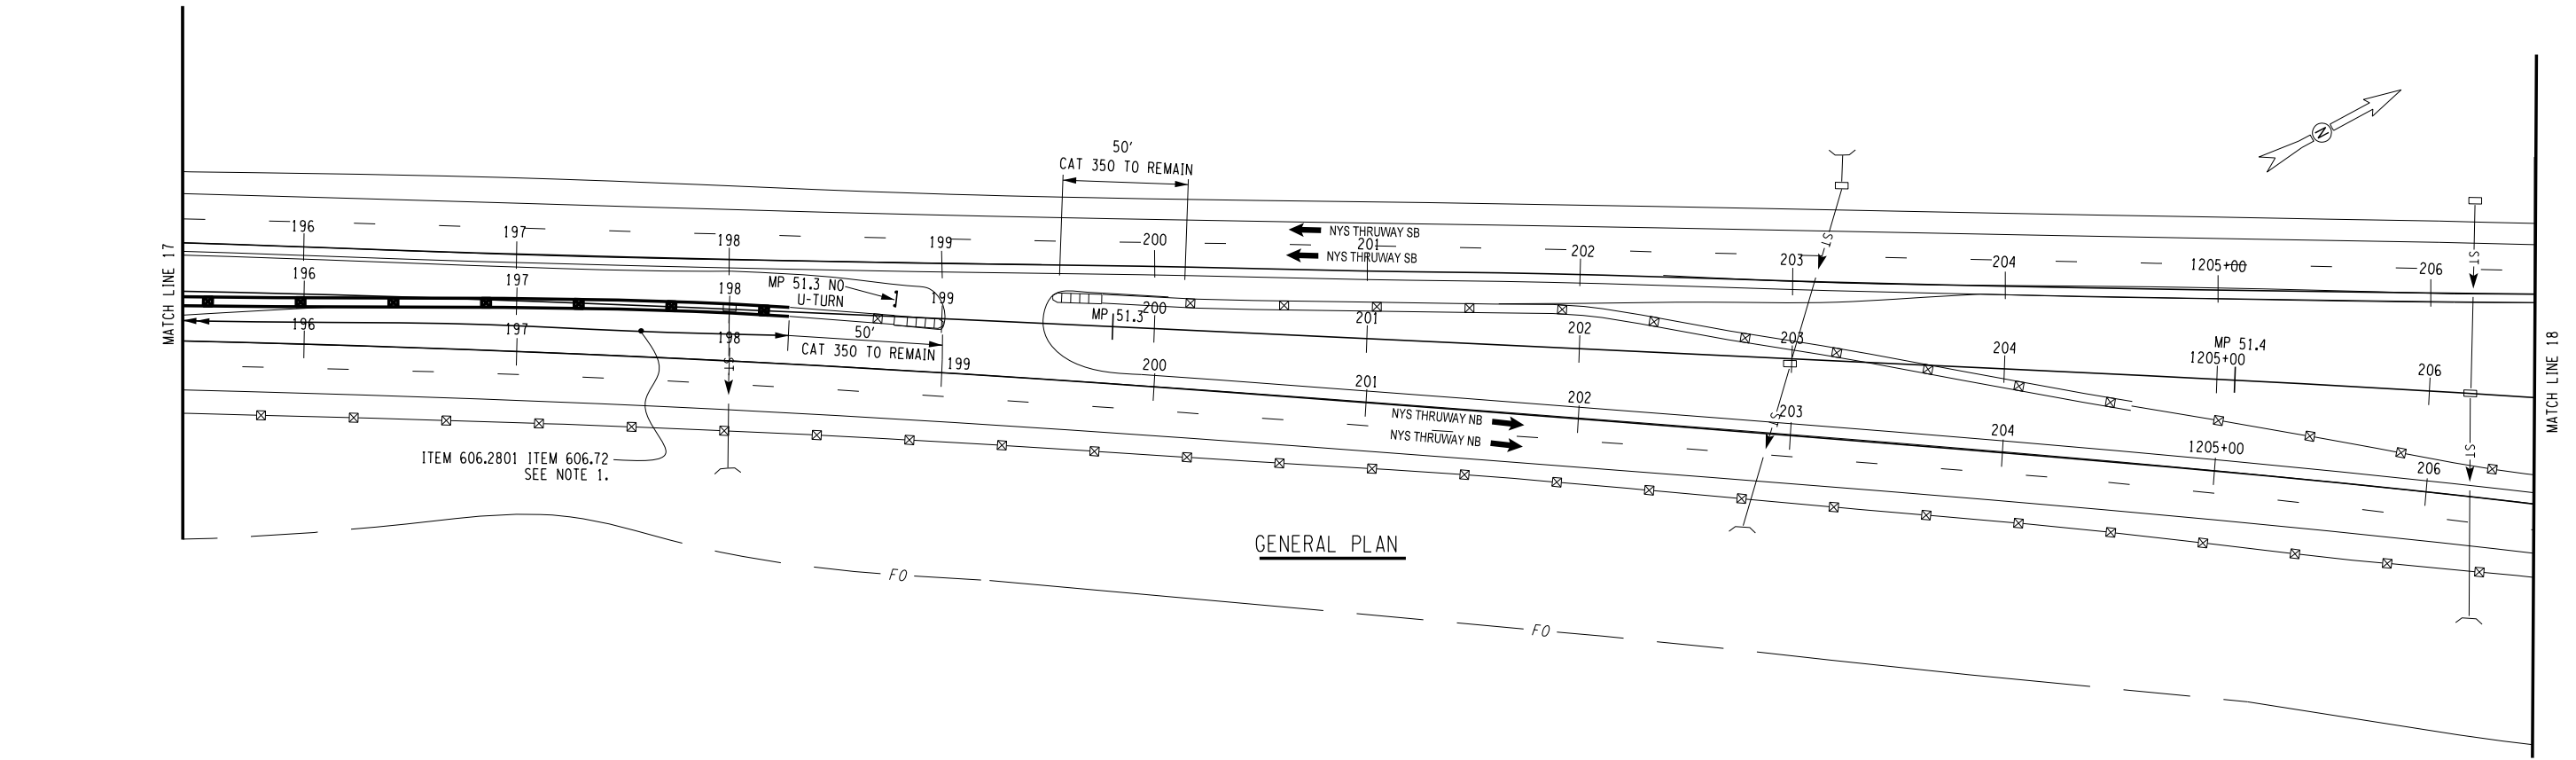 50'
CAT 350 TO REMAIN
N
196
197
198
199
200
201
202
203
204
1205+00
206
NYS THRUWAY SB
NYS THRUWAY SB
ST
ST
MATCH LINE 17
196
197
198
199
200
201
202
203
204
1205+00
206
MP 51.3 NO
U-TURN
MP 51.3
MP 51.4
MATCH LINE 18
196
197
198
199
200
201
202
203
204
1205+00
206
50'
CAT 350 TO REMAIN
ST
ST
ST
NYS THRUWAY NB
NYS THRUWAY NB
ITEM 606.2801 ITEM 606.72
SEE NOTE 1.
GENERAL PLAN
FO
FO